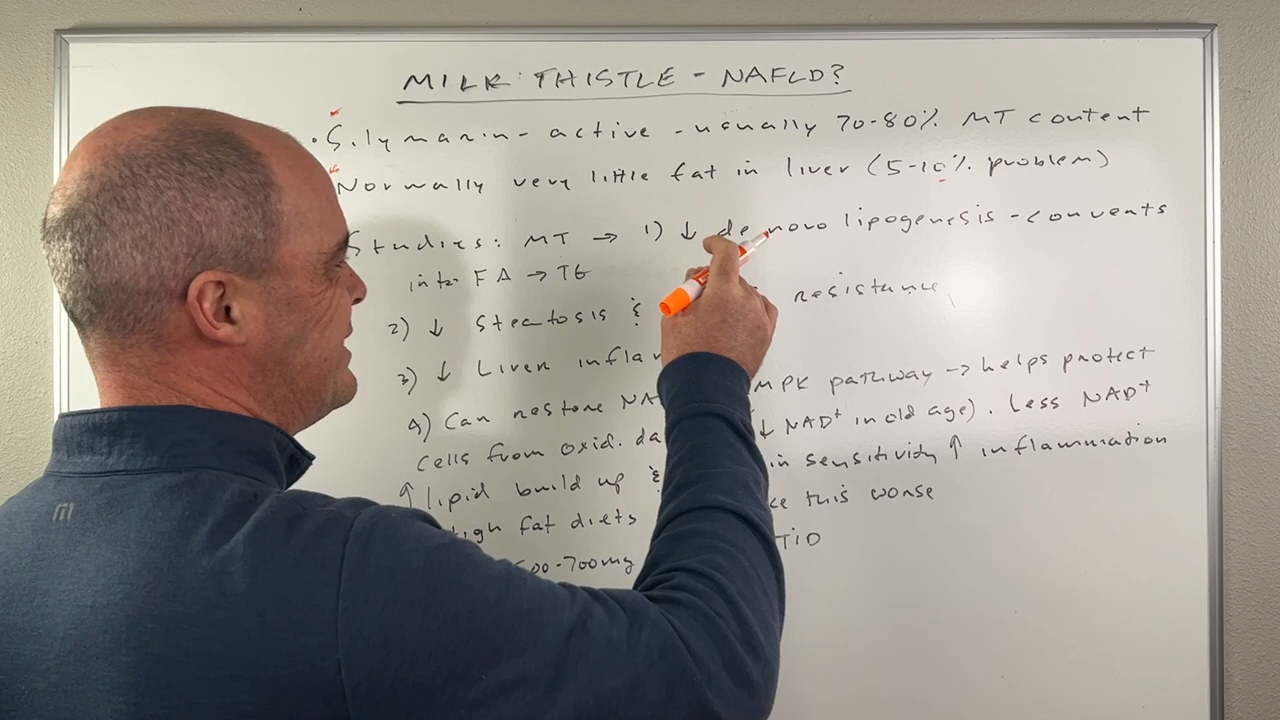 MILK THISTLE - NAFLD?
• Silymarin - active - usually 70-80% MT content
Normally very little fat in liver (5-10% problem)
Studies: MT → 1) ↓ de novo lipogenesis - converts
into FA → TG
2) ↓ Steatosis & resistance
3) ↓ Liver inflam
4) Can restore NA MPK pathway → helps protect
cells from oxid. da ↓ NAD+ in old age). Less NAD+
↑ lipid build up & in sensitivity ↑ inflammation
high fat diets this worse
500-700mg TID